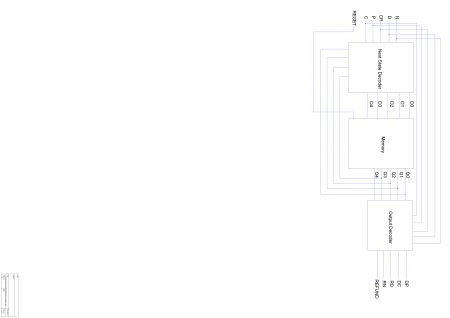 RESET
C
P
CR
D
N
Next State Decoder
D4
D3
D2
D1
D0
Memory
Q4
Q3
Q2
Q1
Q0
Output Decoder
REFUND
RN
RD
DC
DP